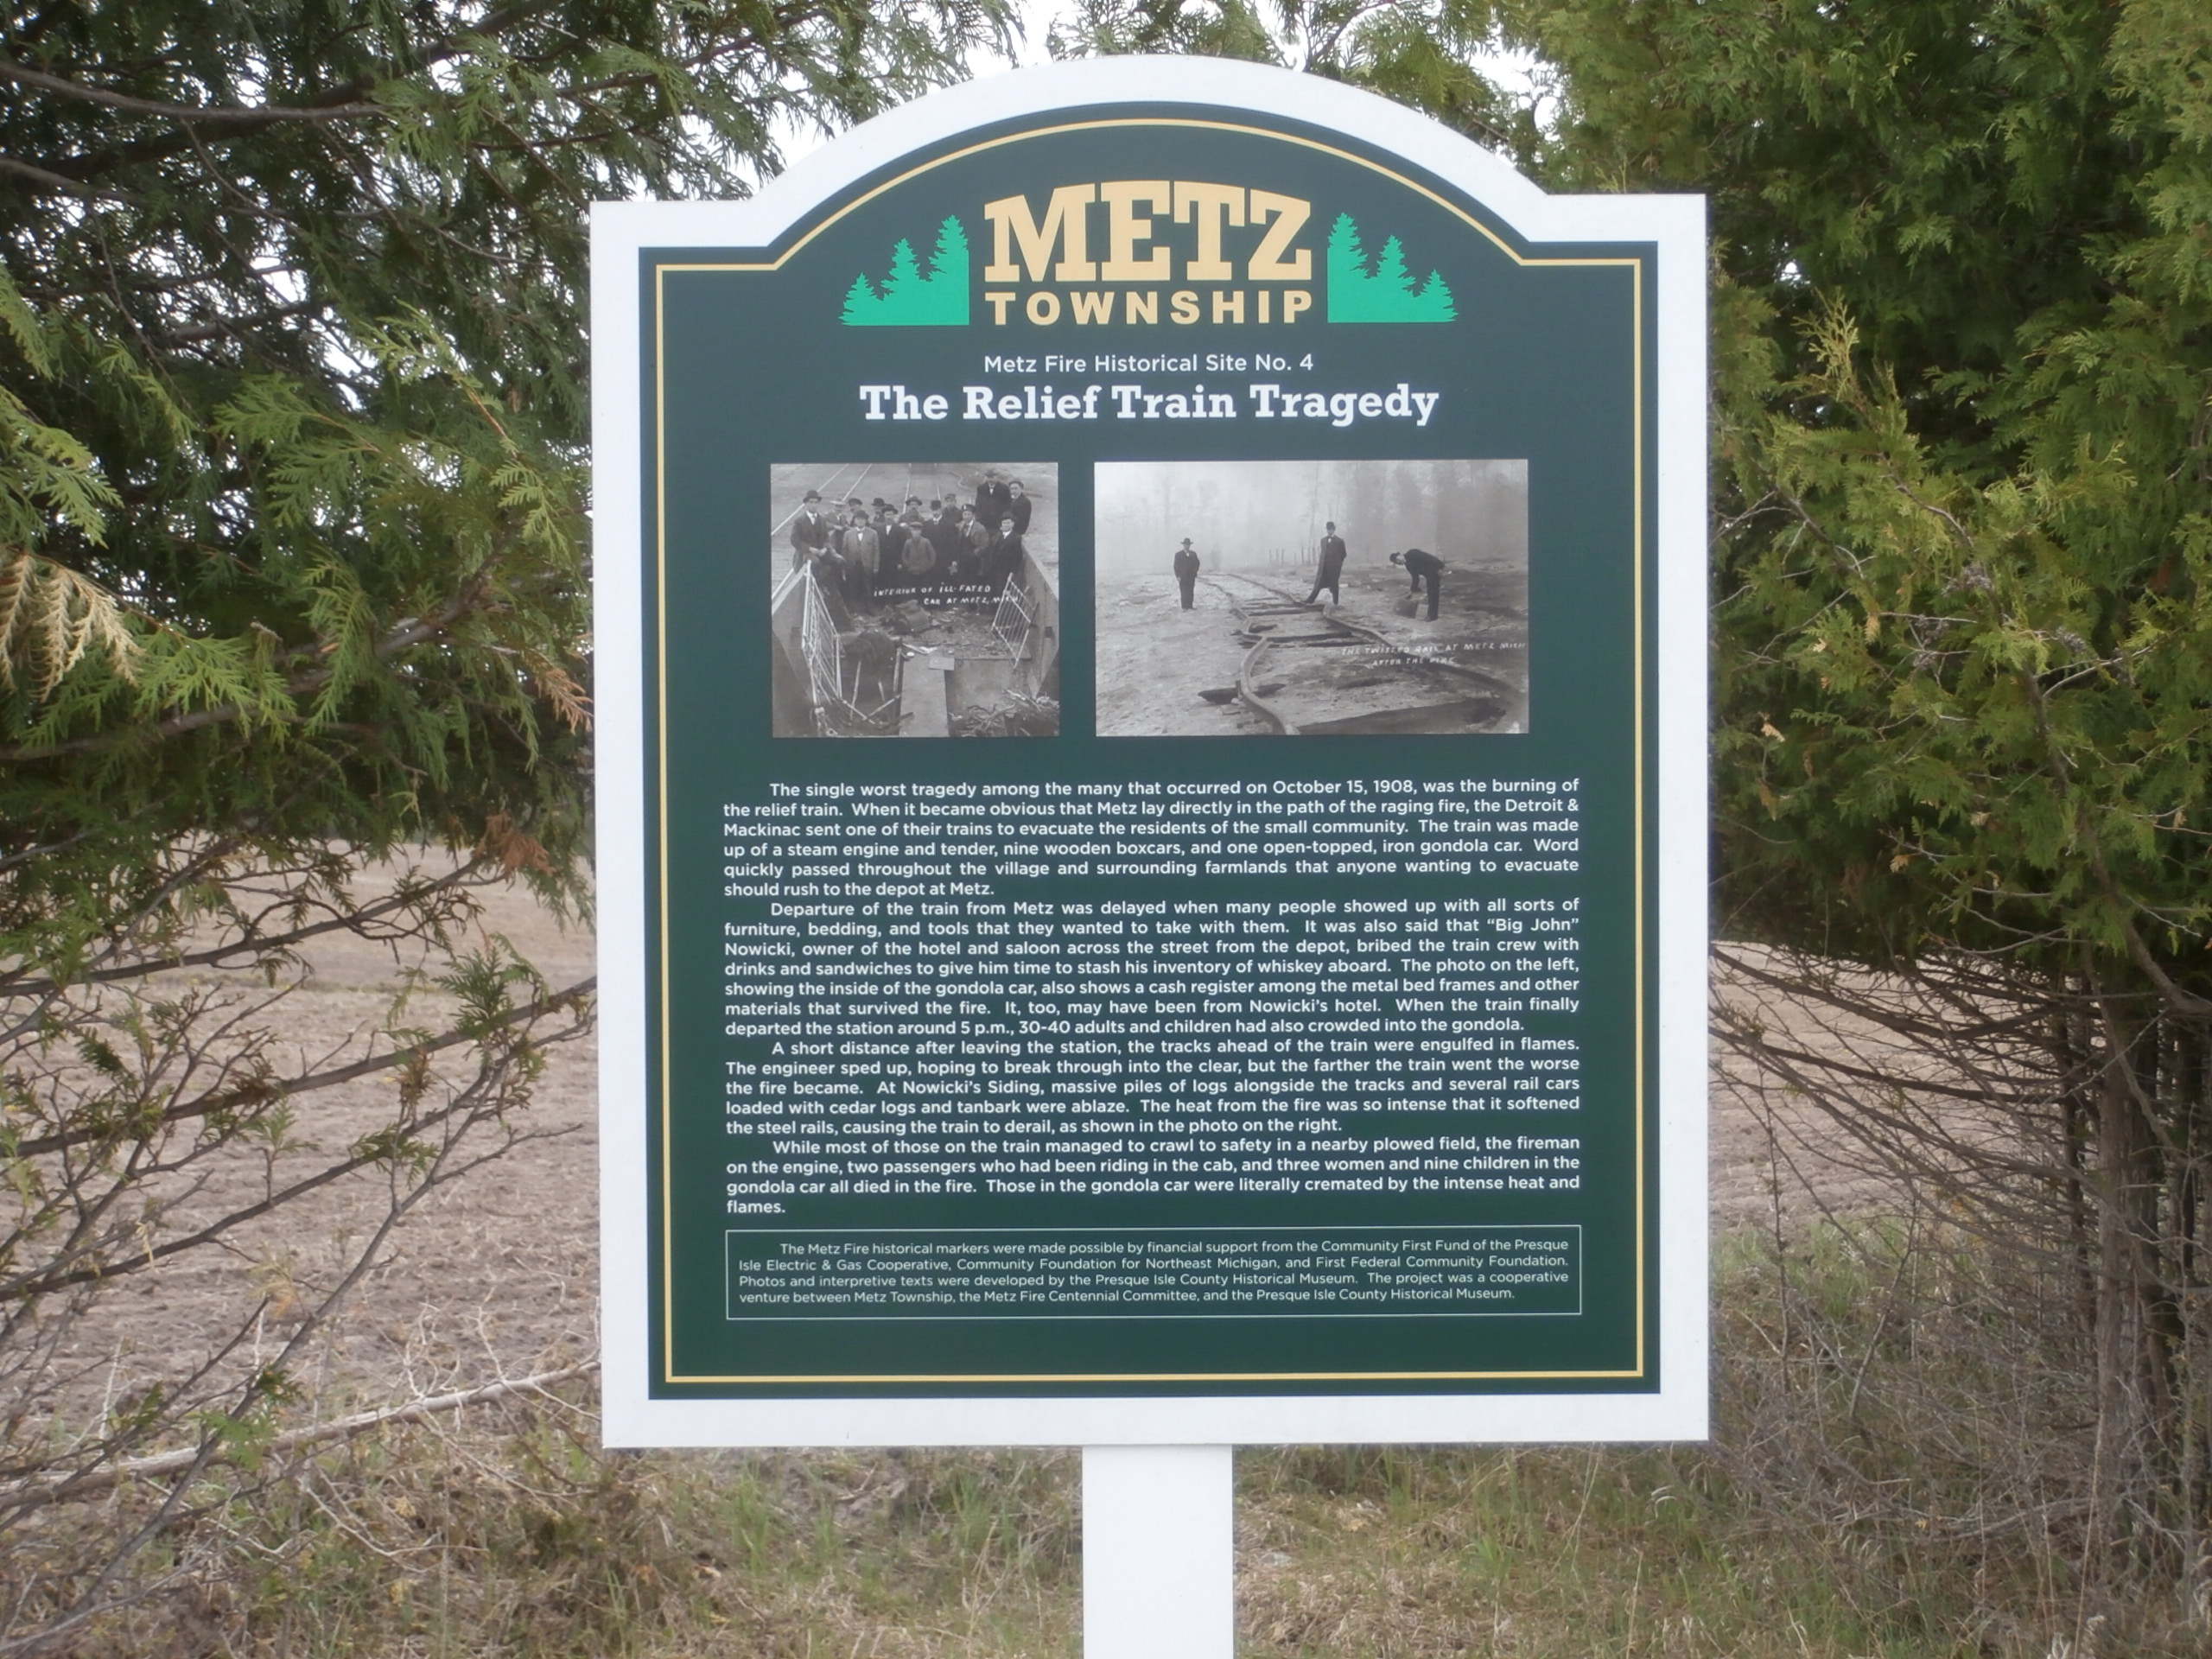 METZ
TOWNSHIP
Metz Fire Historical Site No. 4
The Relief Train Tragedy
INTERIOR OF ILL-FATED
CAR AT METZ, MICH.
THE TWISTED RAIL AT METZ MICH
AFTER THE FIRE
The single worst tragedy among the many that occurred on October 15, 1908, was the burning of
the relief train. When it became obvious that Metz lay directly in the path of the raging fire, the Detroit &
Mackinac sent one of their trains to evacuate the residents of the small community. The train was made
up of a steam engine and tender, nine wooden boxcars, and one open-topped, iron gondola car. Word
quickly passed throughout the village and surrounding farmlands that anyone wanting to evacuate
should rush to the depot at Metz.
Departure of the train from Metz was delayed when many people showed up with all sorts of
furniture, bedding, and tools that they wanted to take with them. It was also said that “Big John”
Nowicki, owner of the hotel and saloon across the street from the depot, bribed the train crew with
drinks and sandwiches to give him time to stash his inventory of whiskey aboard. The photo on the left,
showing the inside of the gondola car, also shows a cash register among the metal bed frames and other
materials that survived the fire. It, too, may have been from Nowicki’s hotel. When the train finally
departed the station around 5 p.m., 30-40 adults and children had also crowded into the gondola.
A short distance after leaving the station, the tracks ahead of the train were engulfed in flames.
The engineer sped up, hoping to break through into the clear, but the farther the train went the worse
the fire became. At Nowicki’s Siding, massive piles of logs alongside the tracks and several rail cars
loaded with cedar logs and tanbark were ablaze. The heat from the fire was so intense that it softened
the steel rails, causing the train to derail, as shown in the photo on the right.
While most of those on the train managed to crawl to safety in a nearby plowed field, the fireman
on the engine, two passengers who had been riding in the cab, and three women and nine children in the
gondola car all died in the fire. Those in the gondola car were literally cremated by the intense heat and
flames.
The Metz Fire historical markers were made possible by financial support from the Community First Fund of the Presque
Isle Electric & Gas Cooperative, Community Foundation for Northeast Michigan, and First Federal Community Foundation.
Photos and interpretive texts were developed by the Presque Isle County Historical Museum. The project was a cooperative
venture between Metz Township, the Metz Fire Centennial Committee, and the Presque Isle County Historical Museum.